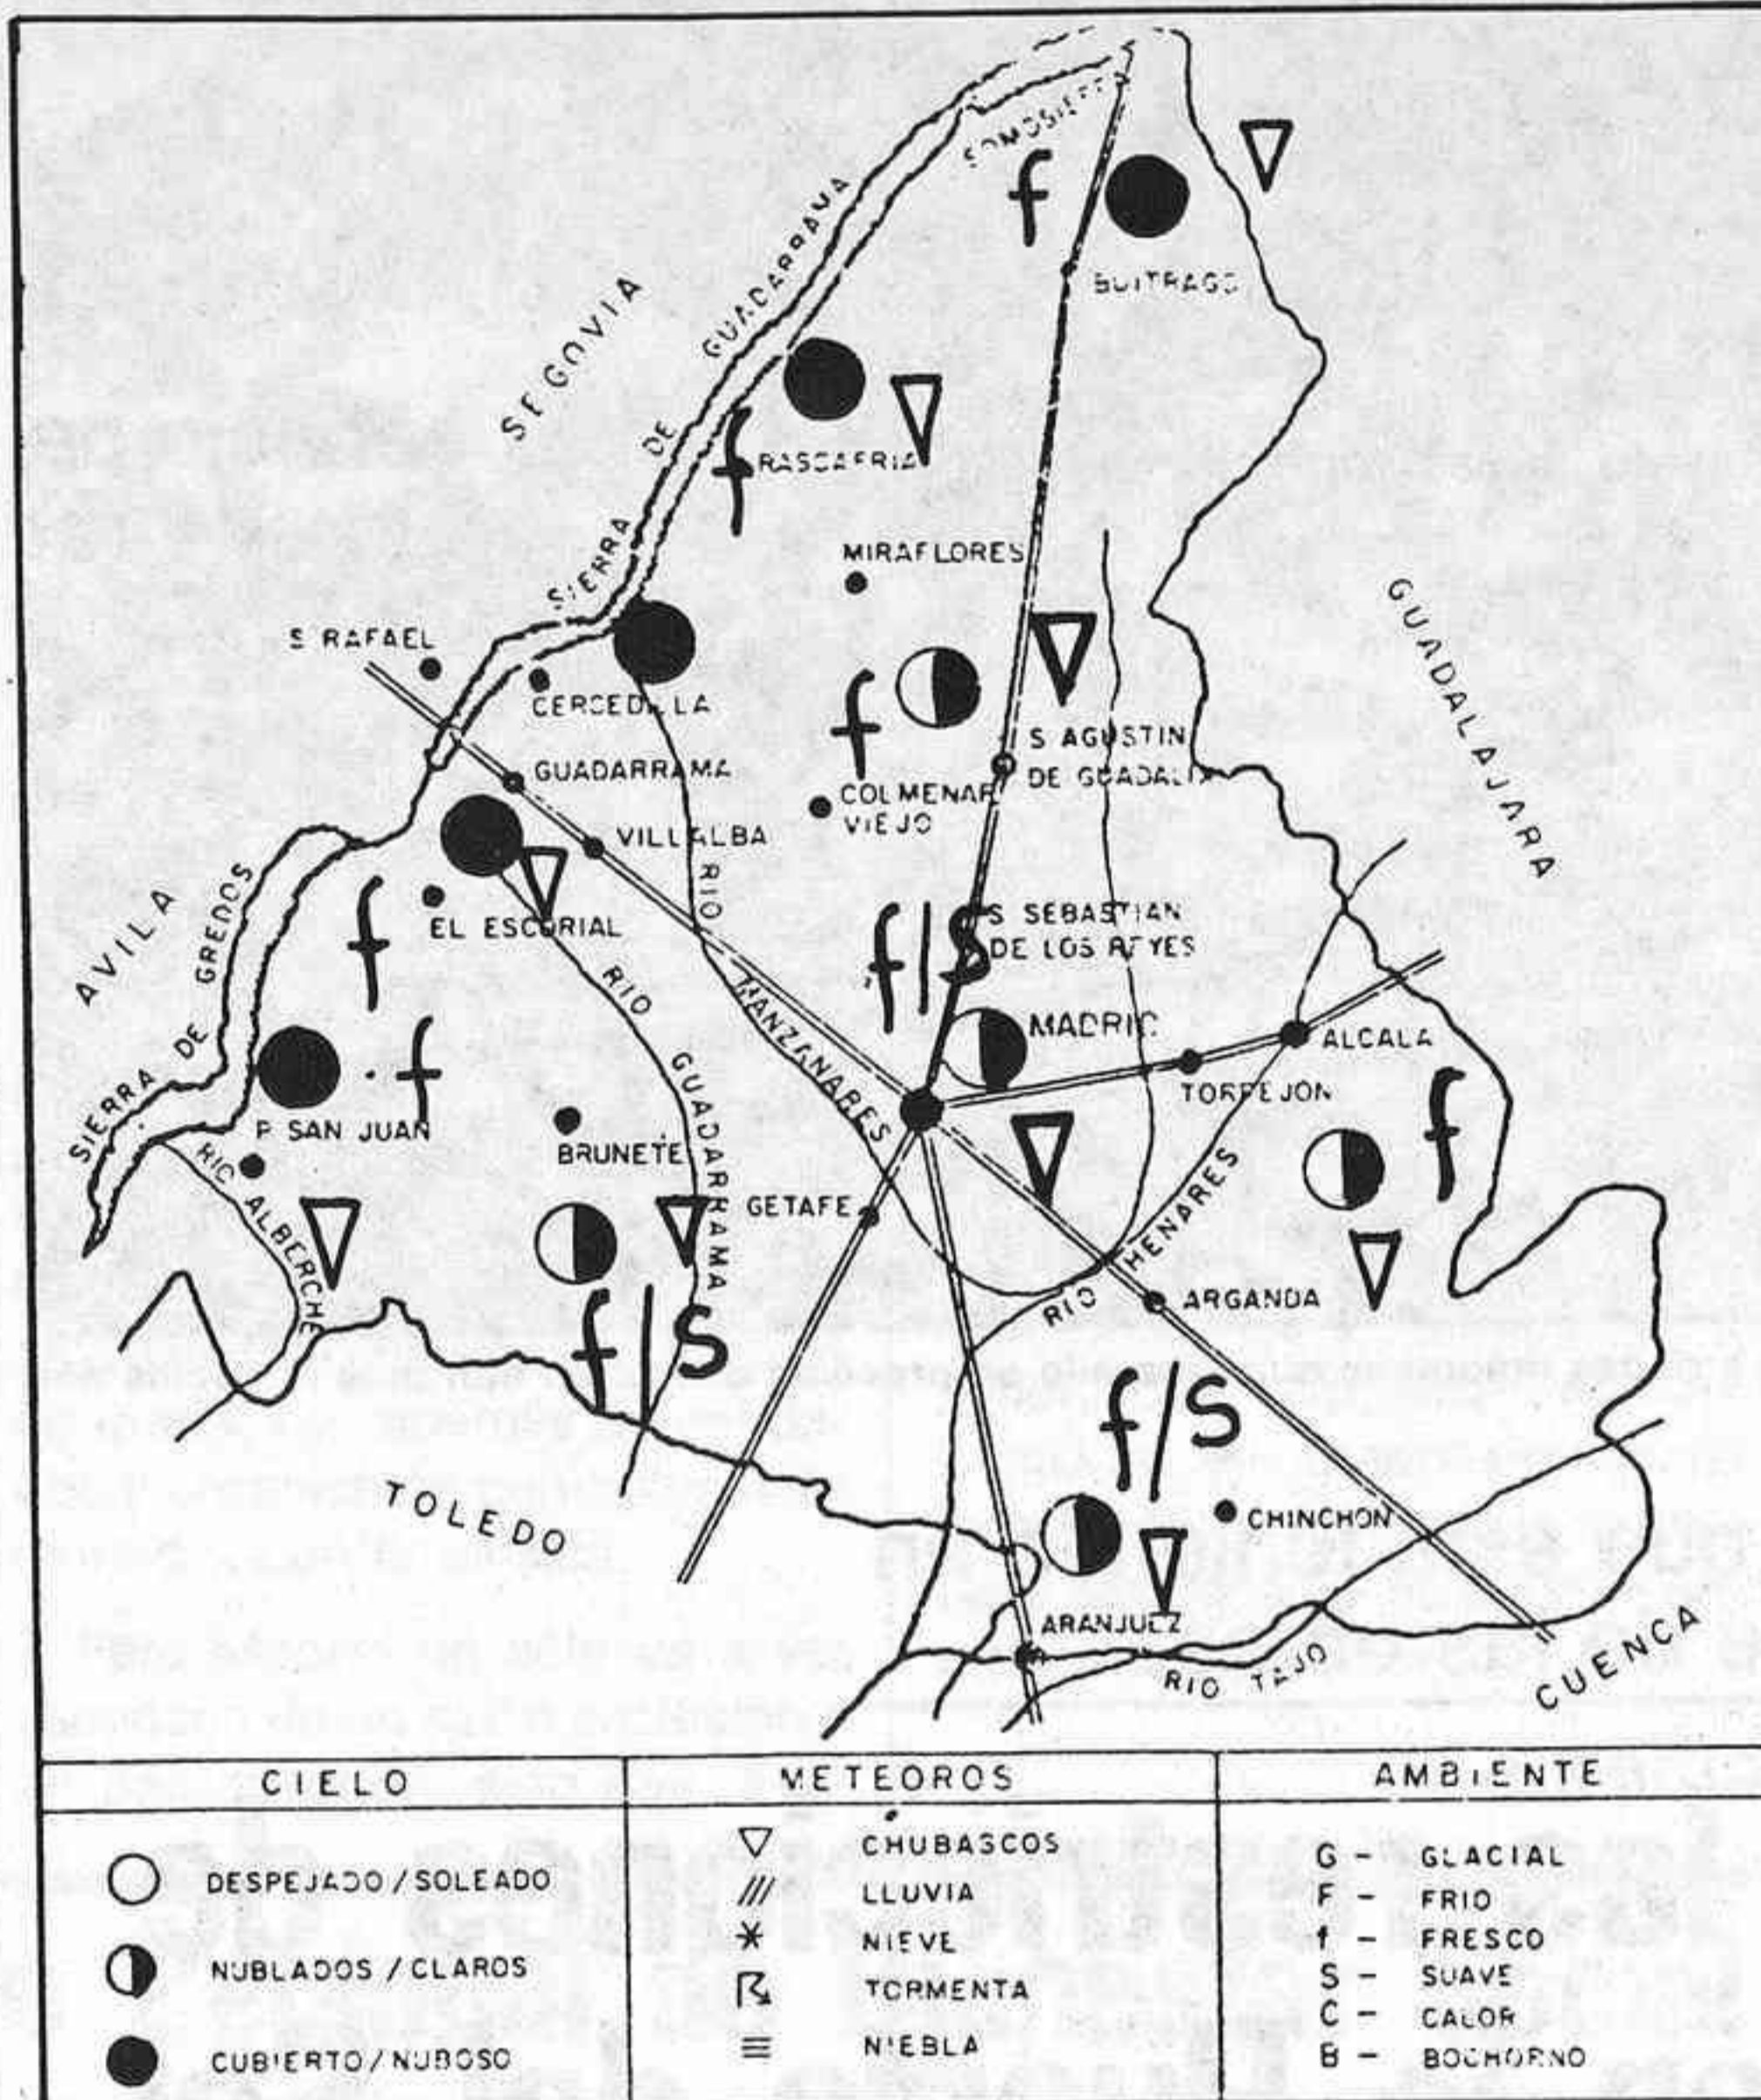 SOMOSIERRA
f
BUITRAGO
SIERRA DE GUADARRAMA
SEGOVIA
f
RASCAFRIA
MIRAFLORES
S RAFAEL
CERCEDILLA
f
S AGUSTIN
DE GUADALIX
GUADALAJARA
GUADARRAMA
COLMENAR
VIEJO
VILLALBA
AVILA
SIERRA DE GREDOS
f
EL ESCORIAL
f/S
S SEBASTIAN
DE LOS REYES
RIO MANZANARES
RIO GUADARRAMA
MADRID
ALCALA
TORREJON
f
f
P SAN JUAN
BRUNETE
RIO ALBERCHE
GETAFE
RIO HENARES
ARGANDA
f/S
f/S
CHINCHON
TOLEDO
ARANJUEZ
RIO TAJO
CUENCA
CIELO
DESPEJADO/SOLEADO
NUBLADOS/CLAROS
CUBIERTO/NUBOSO
METEOROS
CHUBASCOS
LLUVIA
NIEVE
TORMENTA
NIEBLA
AMBIENTE
G - GLACIAL
F - FRIO
f - FRESCO
S - SUAVE
C - CALOR
B - BOCHORNO